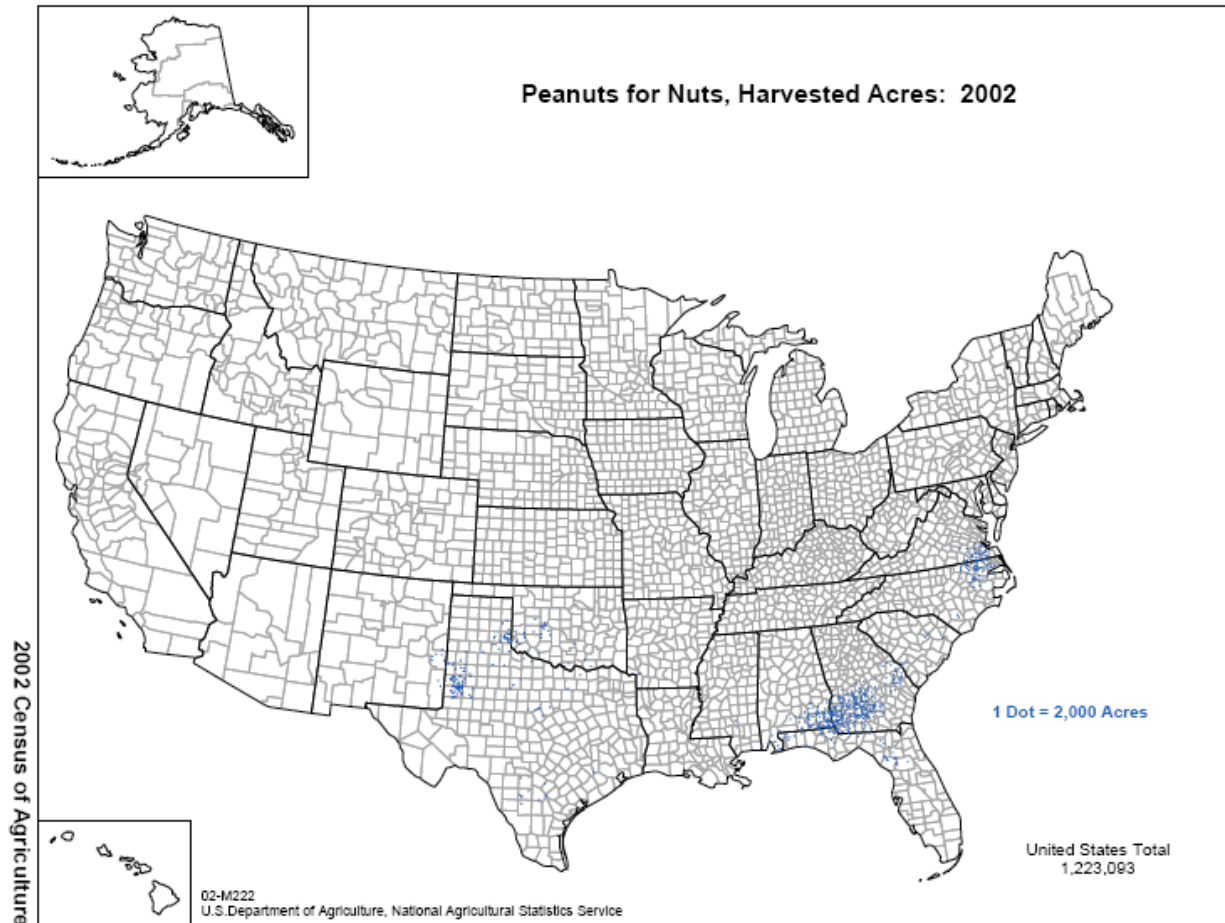 Peanuts for Nuts, Harvested Acres: 2002
1 Dot = 2,000 Acres
United States Total
1,223,093
02-M222
U.S.Department of Agriculture, National Agricultural Statistics Service
2002 Census of Agriculture